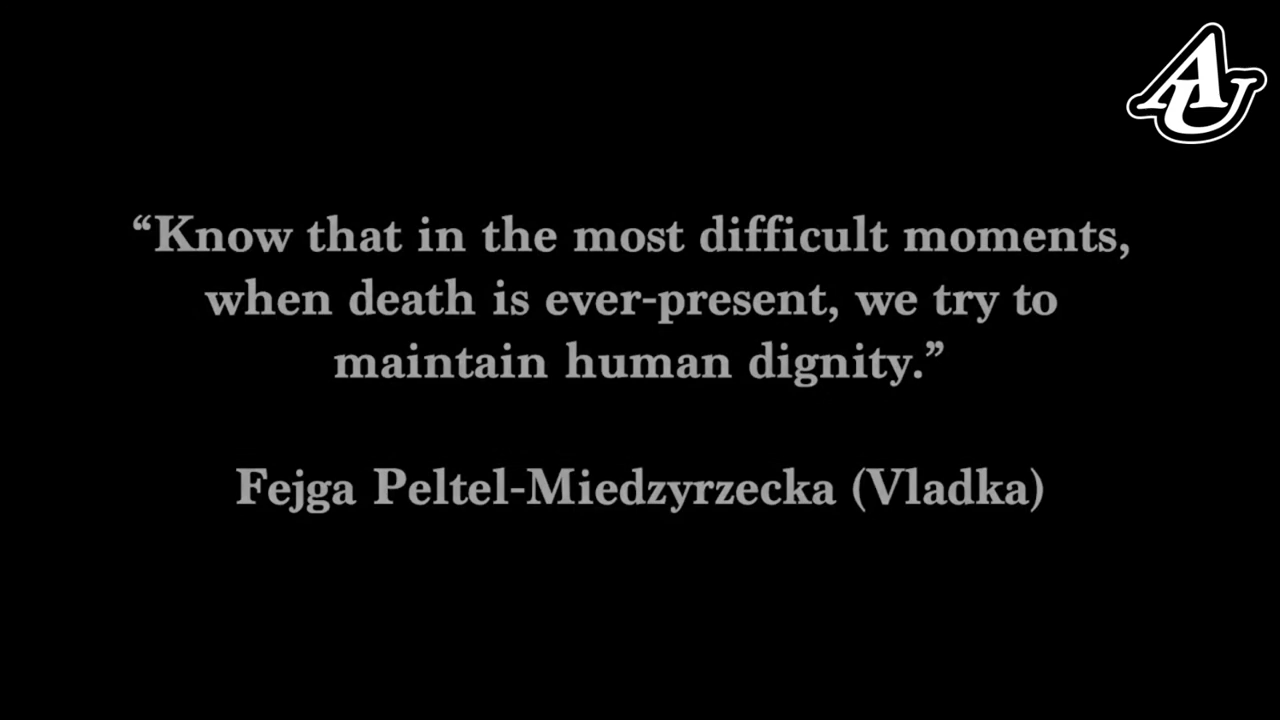 AU
“Know that in the most difficult moments,
when death is ever-present, we try to
maintain human dignity.”
Fejga Peltel-Miedzyrzecka (Vladka)